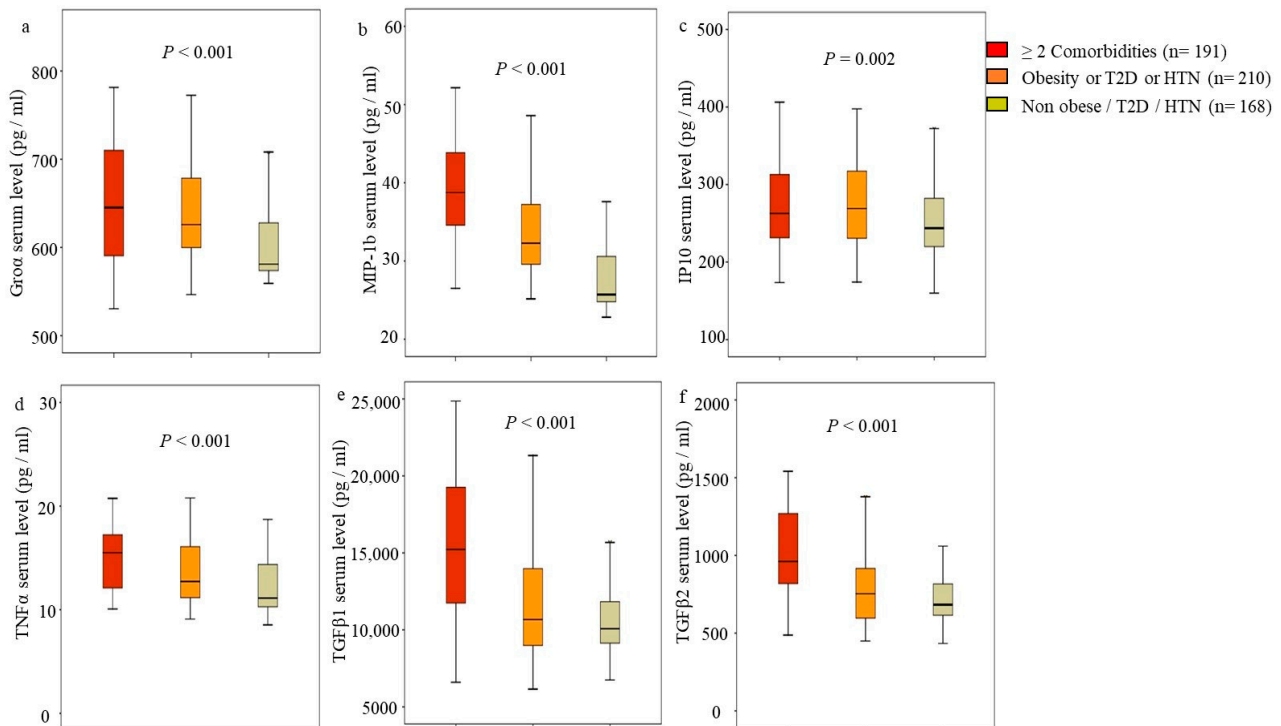 a
P < 0.001
Groα serum level (pg / ml)
800
700
600
500
b
P < 0.001
MIP-1b serum level (pg / ml)
60
50
40
30
20
c
P = 0.002
IP10 serum level (pg / ml)
500
400
300
200
100
≥ 2 Comorbidities (n= 191)
Obesity or T2D or HTN (n= 210)
Non obese / T2D / HTN (n= 168)
d
P < 0.001
TNFα serum level (pg / ml)
30
20
10
0
e
P < 0.001
TGFβ1 serum level (pg / ml)
25,000
20,000
15,000
10,000
5000
f
P < 0.001
TGFβ2 serum level (pg / ml)
2000
1500
1000
500
0